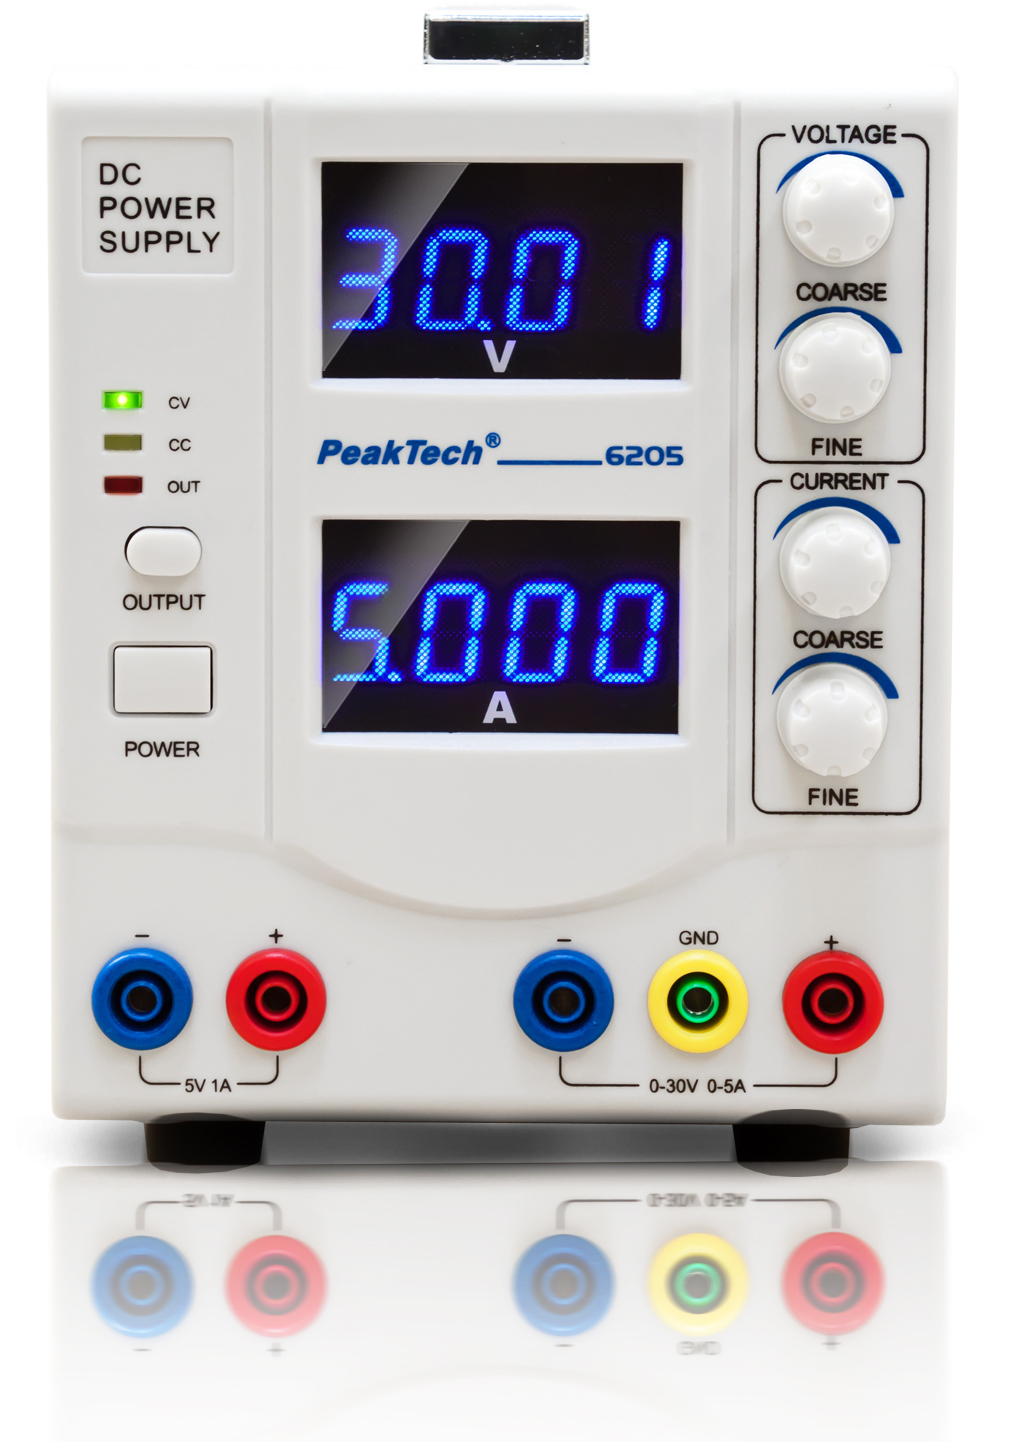 DC
POWER
SUPPLY
30.01
V
VOLTAGE
COARSE
FINE
CV
CC
OUT
PeakTech® 6205
CURRENT
COARSE
FINE
5.000
A
OUTPUT
POWER
- +
5V 1A
- GND +
0-30V 0-5A